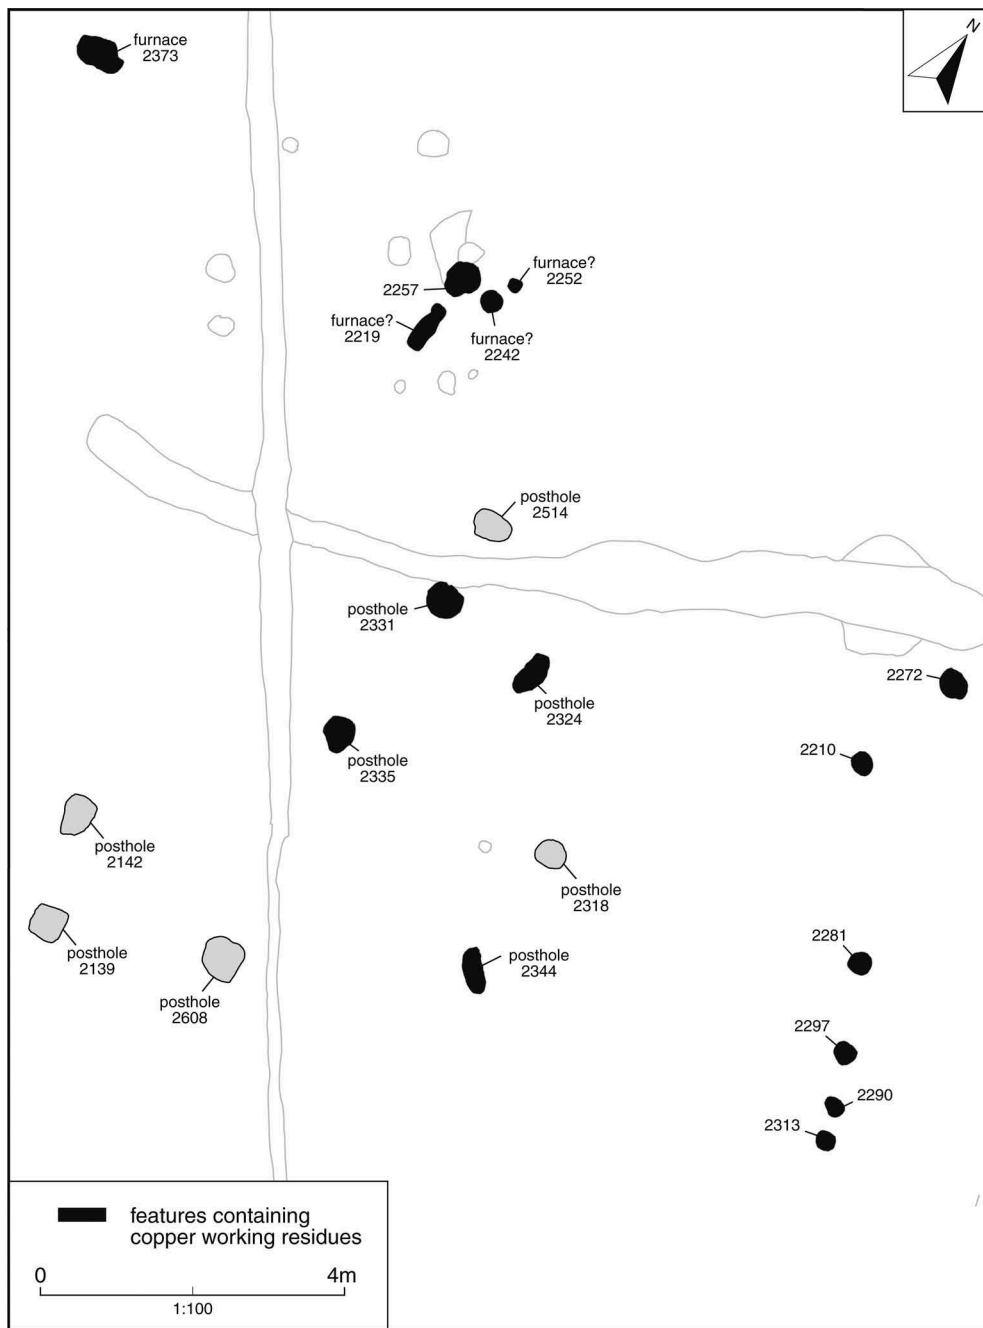 N
furnace
2373
furnace?
2252
2257
furnace?
2219
furnace?
2242
posthole
2514
posthole
2331
posthole
2324
2272
2210
posthole
2335
posthole
2142
posthole
2318
posthole
2139
posthole
2608
posthole
2344
2281
2297
2290
2313
features containing
copper working residues
0 4m
1:100